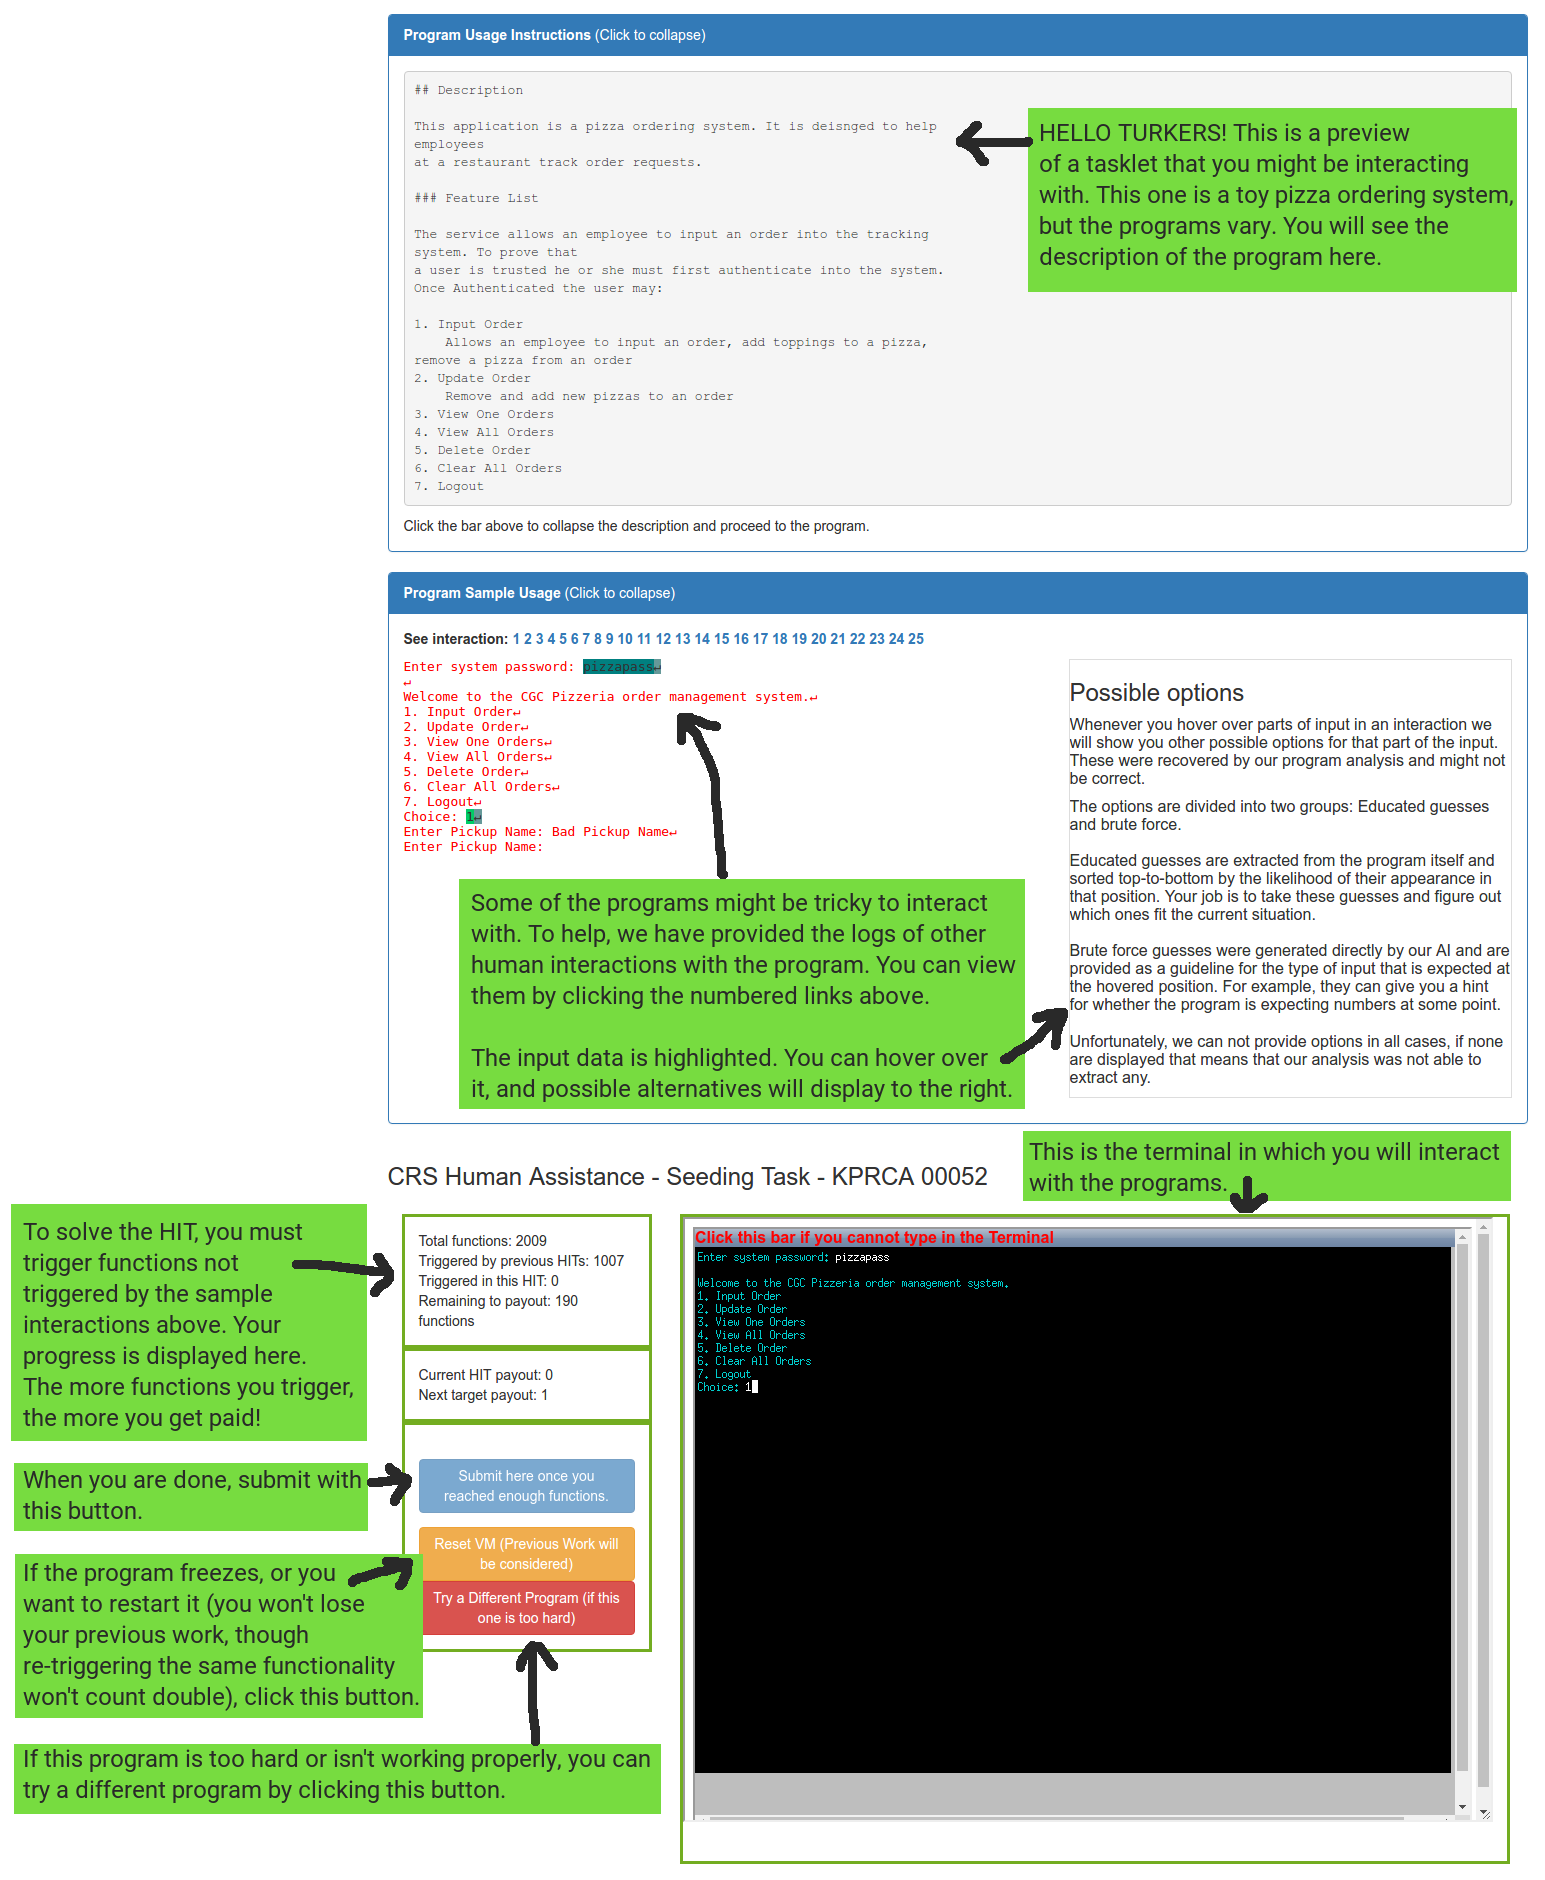 Program Usage Instructions (Click to collapse)
## Description
This application is a pizza ordering system. It is deisnged to help
employees
at a restaurant track order requests.
### Feature List
The service allows an employee to input an order into the tracking
system. To prove that
a user is trusted he or she must first authenticate into the system.
Once Authenticated the user may:
1. Input Order
Allows an employee to input an order, add toppings to a pizza,
remove a pizza from an order
2. Update Order
Remove and add new pizzas to an order
3. View One Orders
4. View All Orders
5. Delete Order
6. Clear All Orders
7. Logout
HELLO TURKERS! This is a preview
of a tasklet that you might be interacting
with. This one is a toy pizza ordering system,
but the programs vary. You will see the
description of the program here.
Click the bar above to collapse the description and proceed to the program.
Program Sample Usage (Click to collapse)
See interaction: 1 2 3 4 5 6 7 8 9 10 11 12 13 14 15 16 17 18 19 20 21 22 23 24 25
Enter system password: pizzapass↵
↵
Welcome to the CGC Pizzeria order management system.↵
1. Input Order↵
2. Update Order↵
3. View One Orders↵
4. View All Orders↵
5. Delete Order↵
6. Clear All Orders↵
7. Logout↵
Choice: 1↵
Enter Pickup Name: Bad Pickup Name↵
Enter Pickup Name:
Some of the programs might be tricky to interact
with. To help, we have provided the logs of other
human interactions with the program. You can view
them by clicking the numbered links above.
The input data is highlighted. You can hover over
it, and possible alternatives will display to the right.
Possible options
Whenever you hover over parts of input in an interaction we
will show you other possible options for that part of the input.
These were recovered by our program analysis and might not
be correct.
The options are divided into two groups: Educated guesses
and brute force.
Educated guesses are extracted from the program itself and
sorted top-to-bottom by the likelihood of their appearance in
that position. Your job is to take these guesses and figure out
which ones fit the current situation.
Brute force guesses were generated directly by our AI and are
provided as a guideline for the type of input that is expected at
the hovered position. For example, they can give you a hint
for whether the program is expecting numbers at some point.
Unfortunately, we can not provide options in all cases, if none
are displayed that means that our analysis was not able to
extract any.
CRS Human Assistance - Seeding Task - KPRCA 00052
This is the terminal in which you will interact
with the programs.
To solve the HIT, you must
trigger functions not
triggered by the sample
interactions above. Your
progress is displayed here.
The more functions you trigger,
the more you get paid!
Total functions: 2009
Triggered by previous HITs: 1007
Triggered in this HIT: 0
Remaining to payout: 190
functions
Current HIT payout: 0
Next target payout: 1
When you are done, submit with
this button.
Submit here once you
reached enough functions.
Reset VM (Previous Work will
be considered)
Try a Different Program (if this
one is too hard)
If the program freezes, or you
want to restart it (you won't lose
your previous work, though
re-triggering the same functionality
won't count double), click this button.
If this program is too hard or isn't working properly, you can
try a different program by clicking this button.
Click this bar if you cannot type in the Terminal
Enter system password: pizzapass
Welcome to the CGC Pizzeria order management system.
1. Input Order
2. Update Order
3. View One Orders
4. View All Orders
5. Delete Order
6. Clear All Orders
7. Logout
Choice: 1